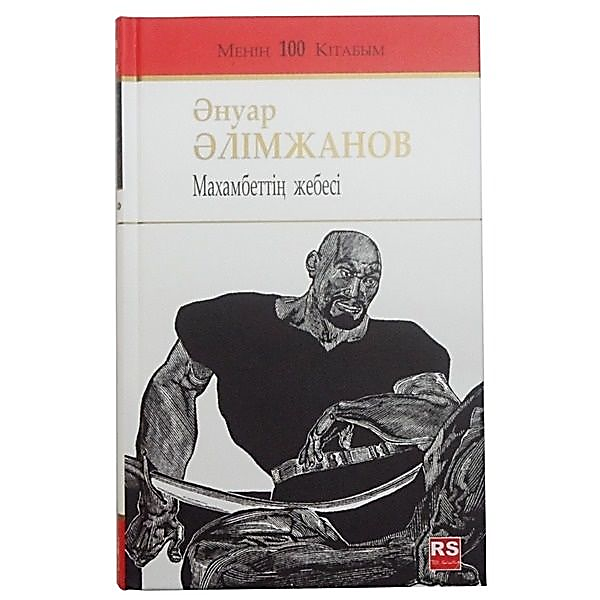 Менің 100 Кітабым
Әнуар
ӘЛІМЖАНОВ
Махамбеттің жебесі
RS